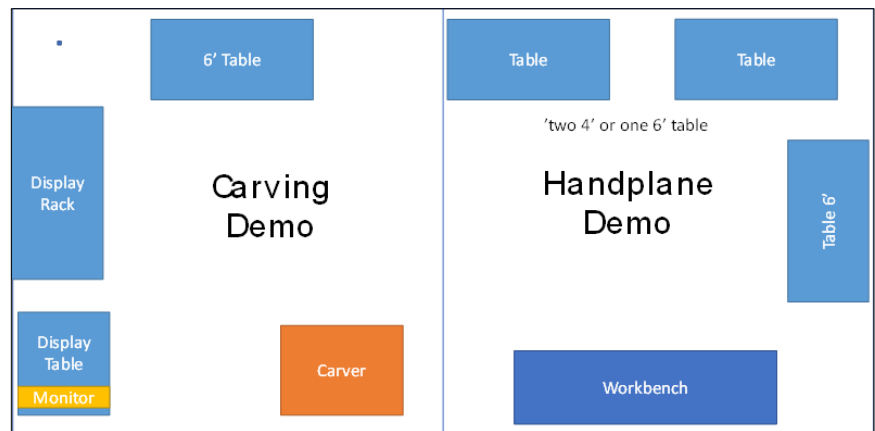 6' Table
Display
Rack
Carving
Demo
Display
Table
Monitor
Carver
Table
Table
'two 4' or one 6' table
Handplane
Demo
Table 6'
Workbench